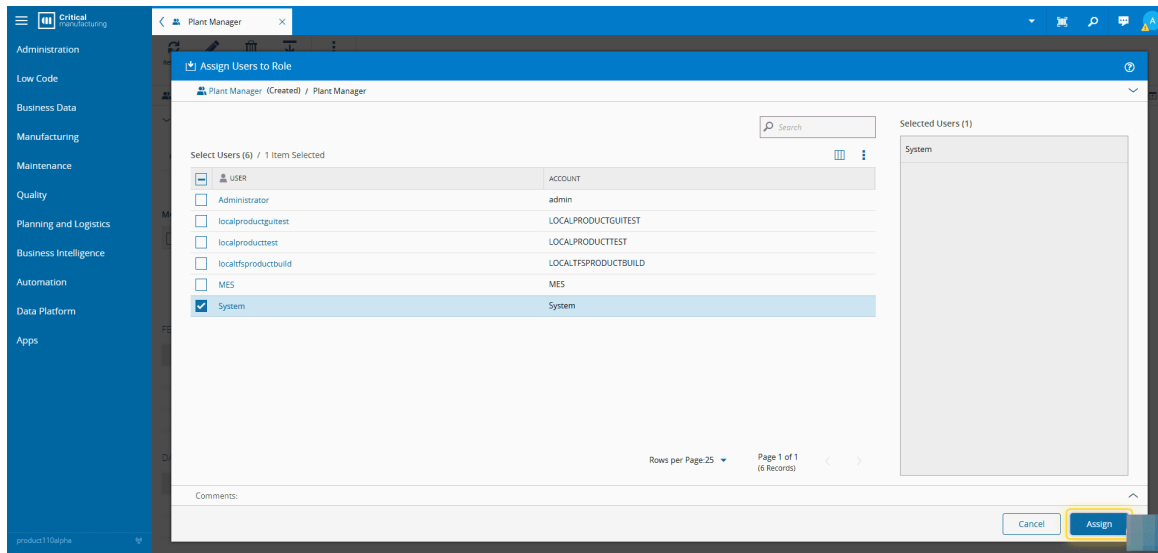 Critical
manufacturing
Plant Manager
A
Administration
Low Code
Business Data
Manufacturing
Maintenance
Quality
Planning and Logistics
Business Intelligence
Automation
Data Platform
Apps
product110alpha
Assign Users to Role
Plant Manager (Created) / Plant Manager
Search
Select Users (6) / 1 Item Selected
USER ACCOUNT
Administrator admin
localproductguitest LOCALPRODUCTGUITEST
localproducttest LOCALPRODUCTTEST
localtfsproductbuild LOCALTFSPRODUCTBUILD
MES MES
System System
Rows per Page:25 Page 1 of 1
(6 Records)
Selected Users (1)
System
Comments:
Cancel Assign